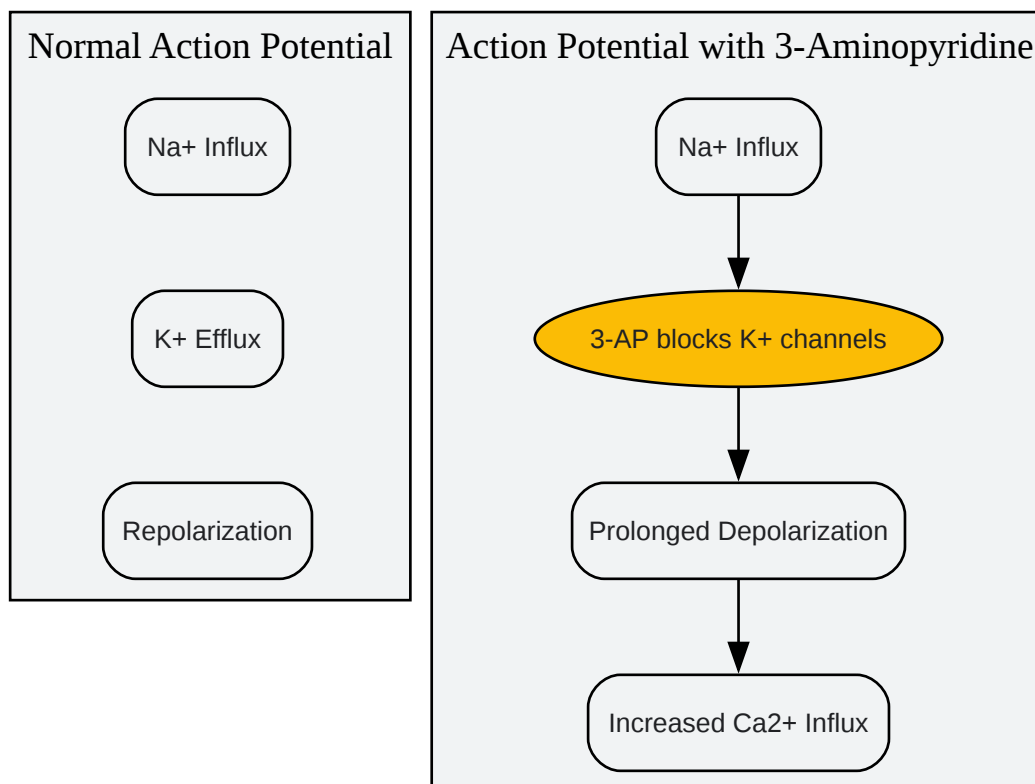 Normal Action Potential
Na+ Influx
K+ Efflux
Repolarization
Action Potential with 3-Aminopyridine
Na+ Influx
3-AP blocks K+ channels
Prolonged Depolarization
Increased Ca2+ Influx